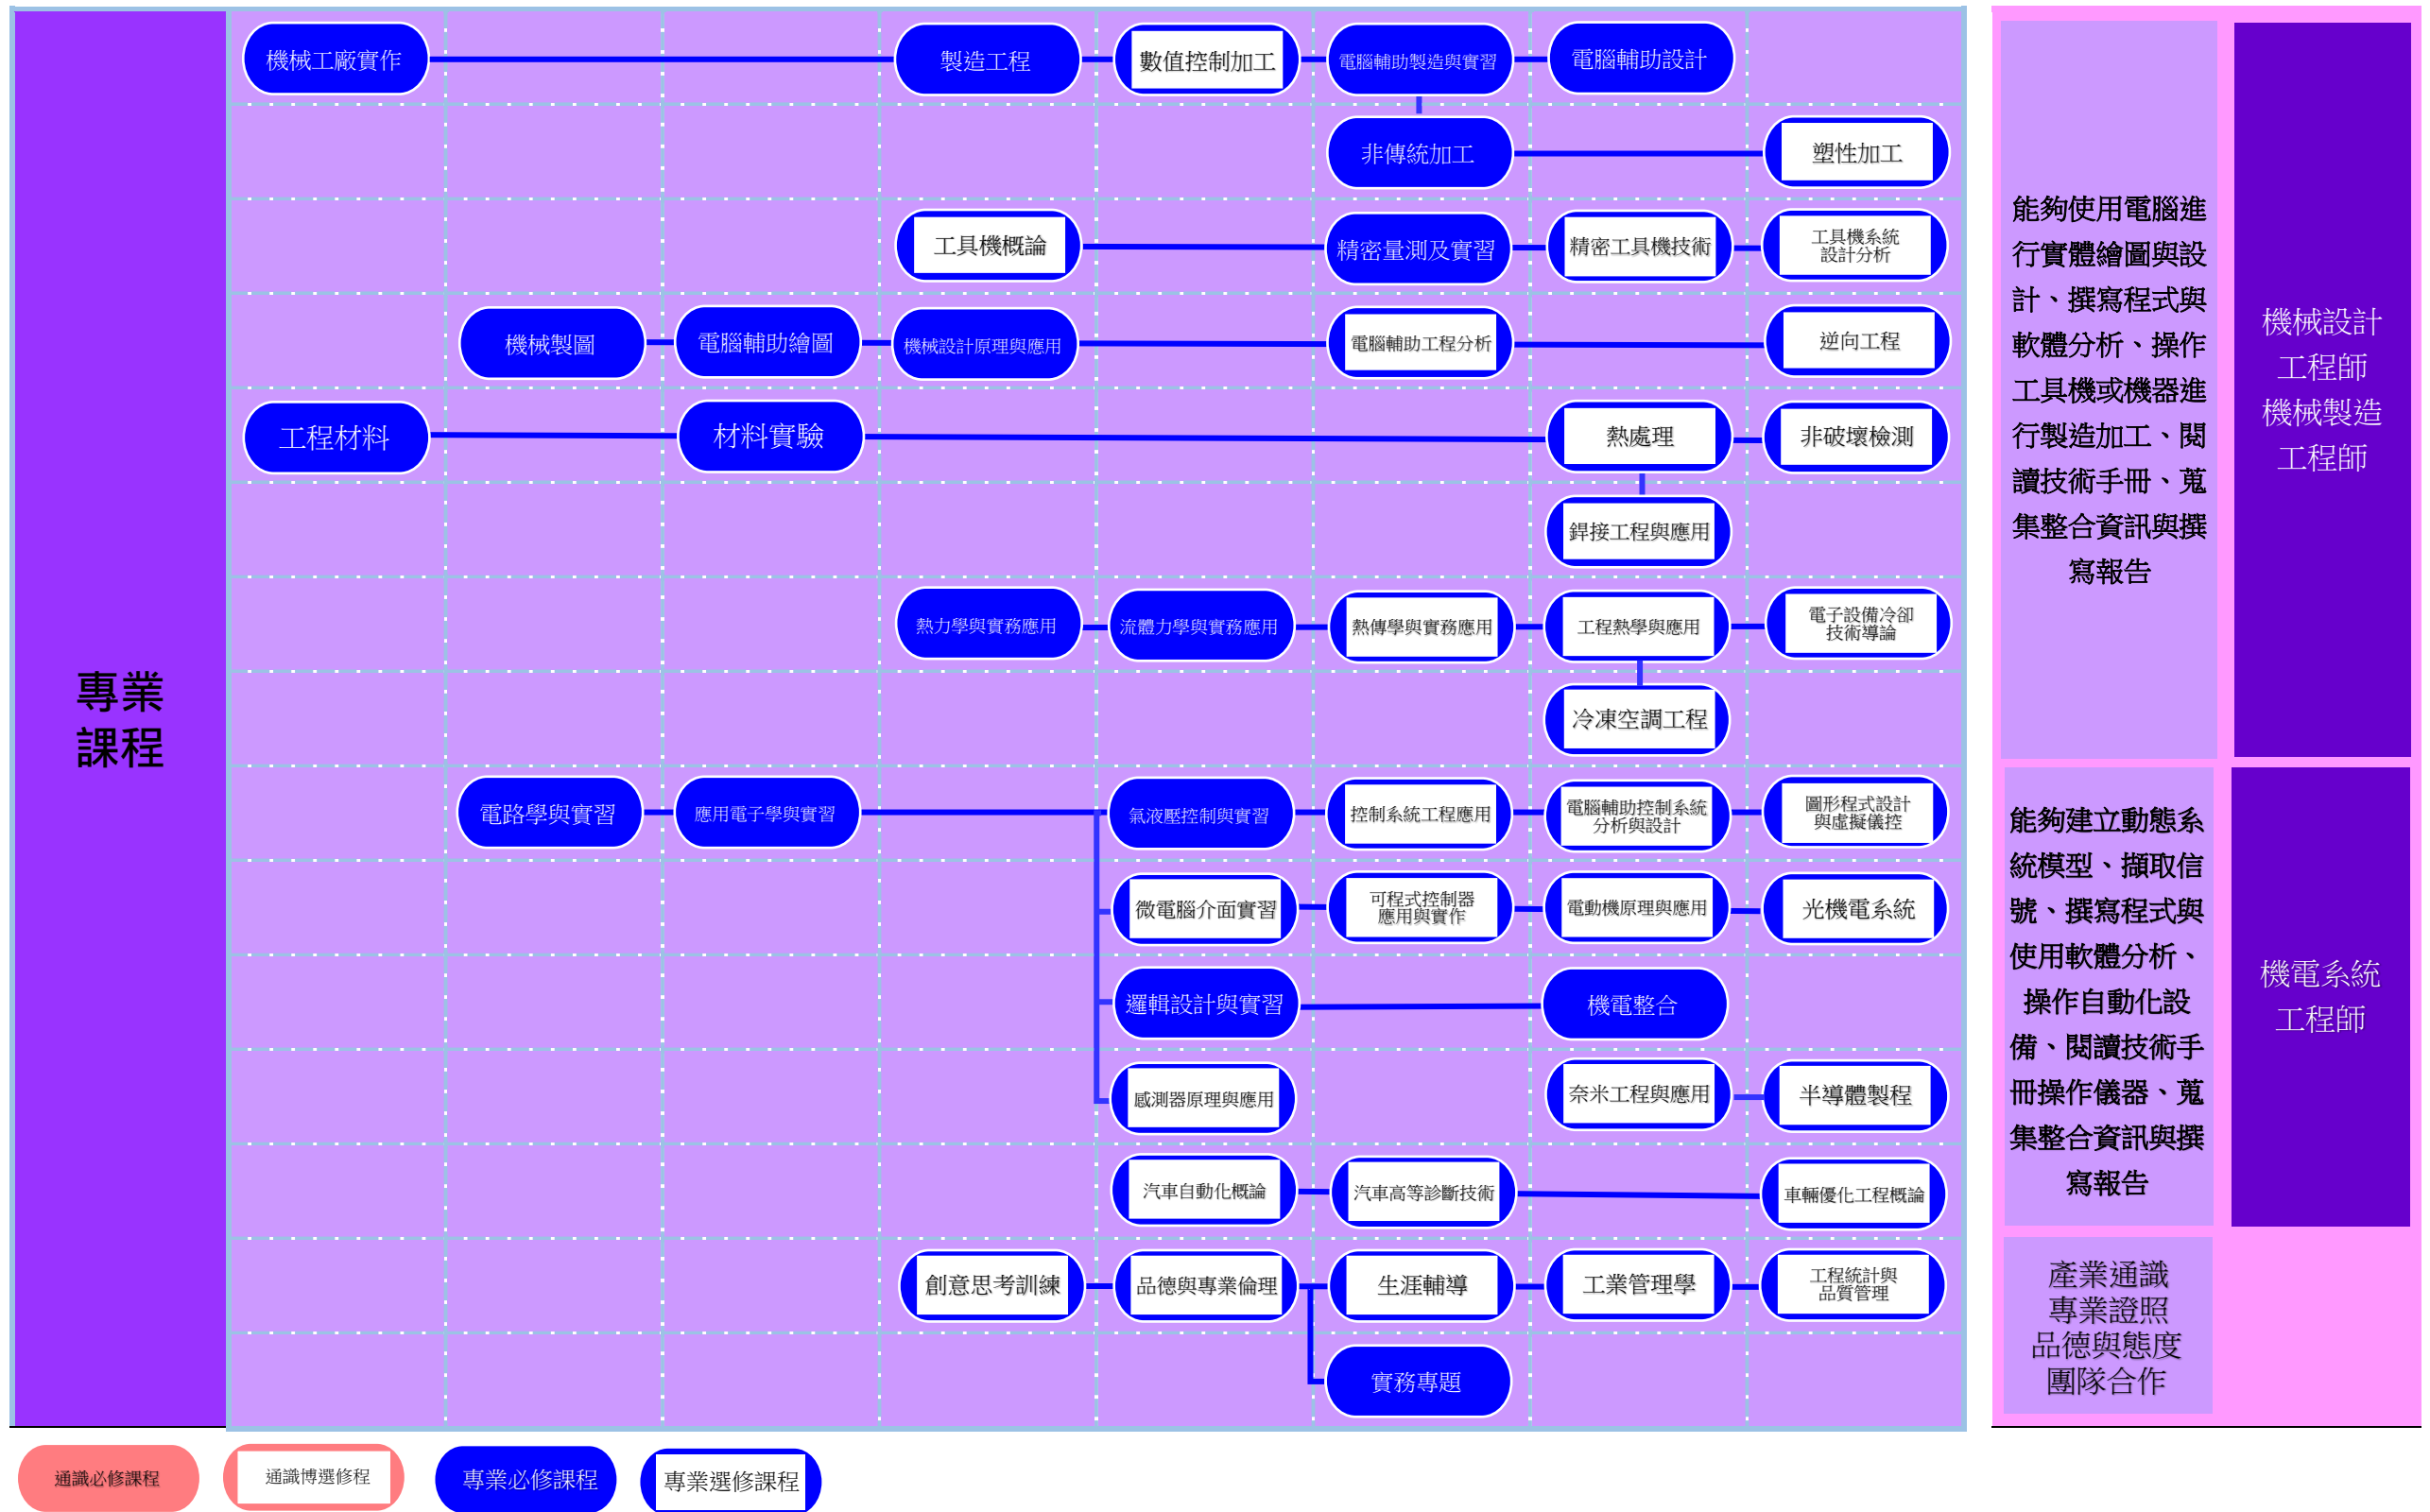 專業
課程
機械工廠實作
製造工程
數值控制加工
電腦輔助製造與實習
電腦輔助設計
非傳統加工
塑性加工
工具機概論
精密量測及實習
精密工具機技術
工具機系統
設計分析
機械製圖
電腦輔助繪圖
機械設計原理與應用
電腦輔助工程分析
逆向工程
工程材料
材料實驗
熱處理
非破壞檢測
銲接工程與應用
熱力學與實務應用
流體力學與實務應用
熱傳學與實務應用
工程熱學與應用
電子設備冷卻
技術導論
冷凍空調工程
電路學與實習
應用電子學與實習
氣液壓控制與實習
控制系統工程應用
電腦輔助控制系統
分析與設計
圖形程式設計
與虛擬儀控
微電腦介面實習
可程式控制器
應用與實作
電動機原理與應用
光機電系統
邏輯設計與實習
機電整合
感測器原理與應用
奈米工程與應用
半導體製程
汽車自動化概論
汽車高等診斷技術
車輛優化工程概論
創意思考訓練
品德與專業倫理
生涯輔導
工業管理學
工程統計與
品質管理
實務專題
能夠使用電腦進
行實體繪圖與設
計、撰寫程式與
軟體分析、操作
工具機或機器進
行製造加工、閱
讀技術手冊、蒐
集整合資訊與撰
寫報告
機械設計
工程師
機械製造
工程師
能夠建立動態系
統模型、擷取信
號、撰寫程式與
使用軟體分析、
操作自動化設
備、閱讀技術手
冊操作儀器、蒐
集整合資訊與撰
寫報告
機電系統
工程師
產業通識
專業證照
品德與態度
團隊合作
通識必修課程
通識博選修程
專業必修課程
專業選修課程